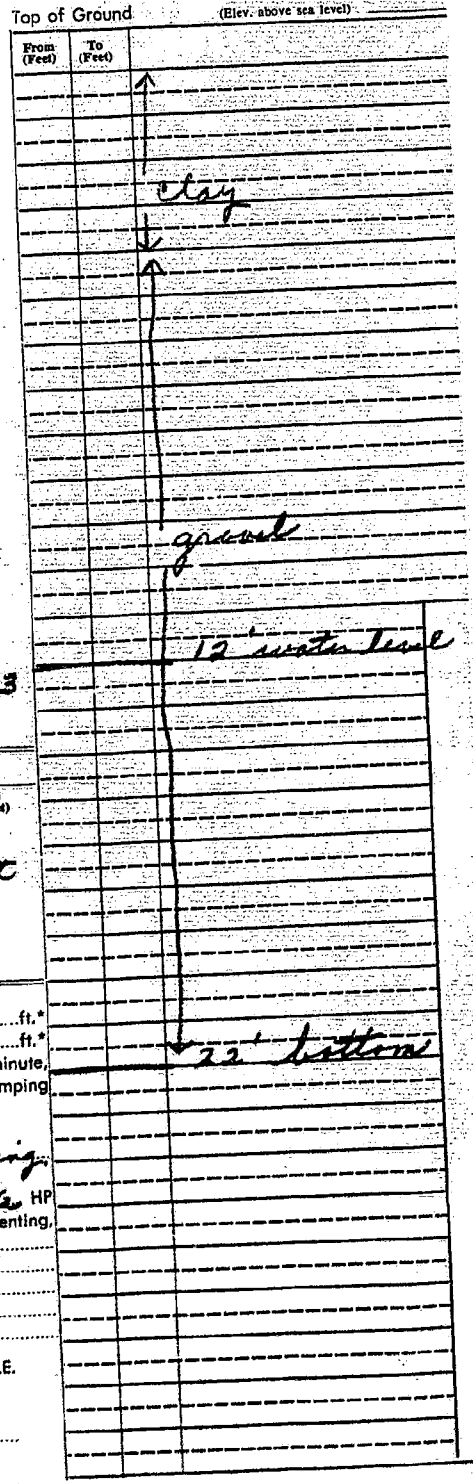 Top of Ground (Elev. above sea level)
From (Feet) To (Feet)
clay
gravel
12' water level
3
22' bottom
....ft.*
....ft.*
minute,
mping
ing.
HP
enting,
E.